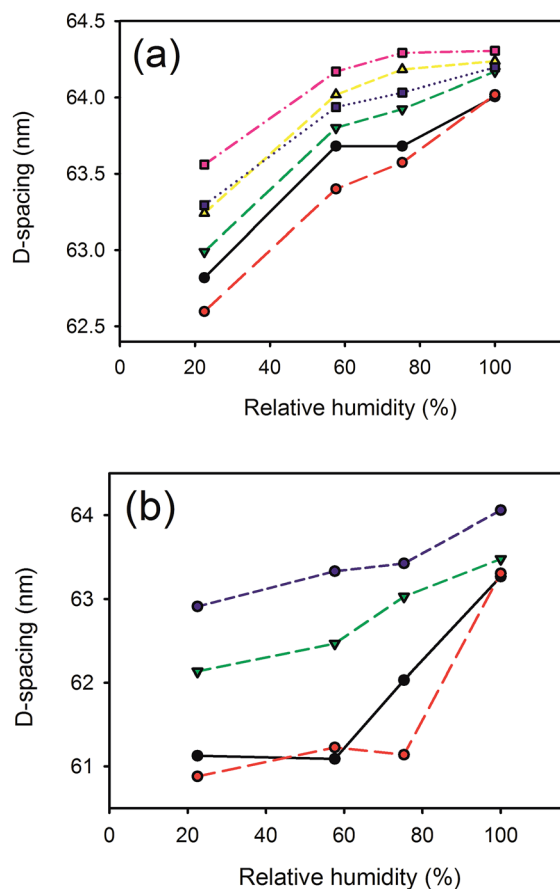 (a)
64.5
64.0
63.5
63.0
62.5
D-spacing (nm)
0 20 40 60 80 100
Relative humidity (%)
(b)
64
63
62
61
D-spacing (nm)
0 20 40 60 80 100
Relative humidity (%)